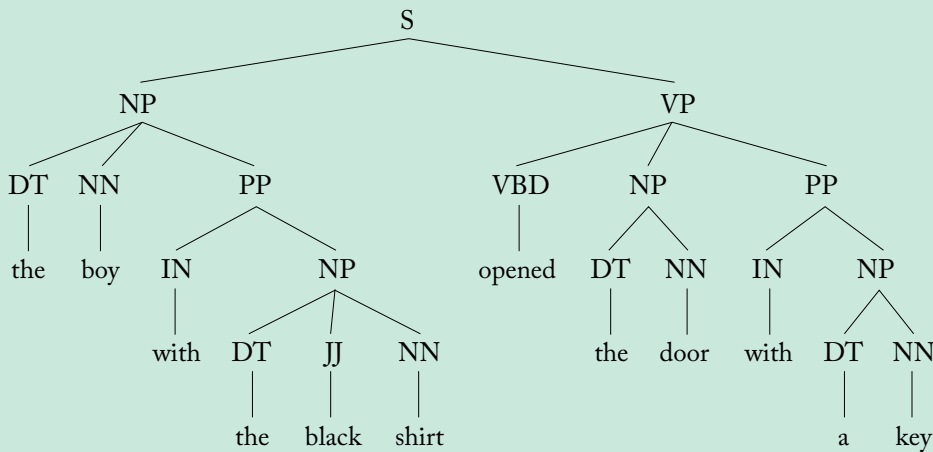 S
NP VP
DT NN PP VBD NP PP
the boy IN NP opened DT NN IN NP
with DT JJ NN the door with DT NN
the black shirt a key